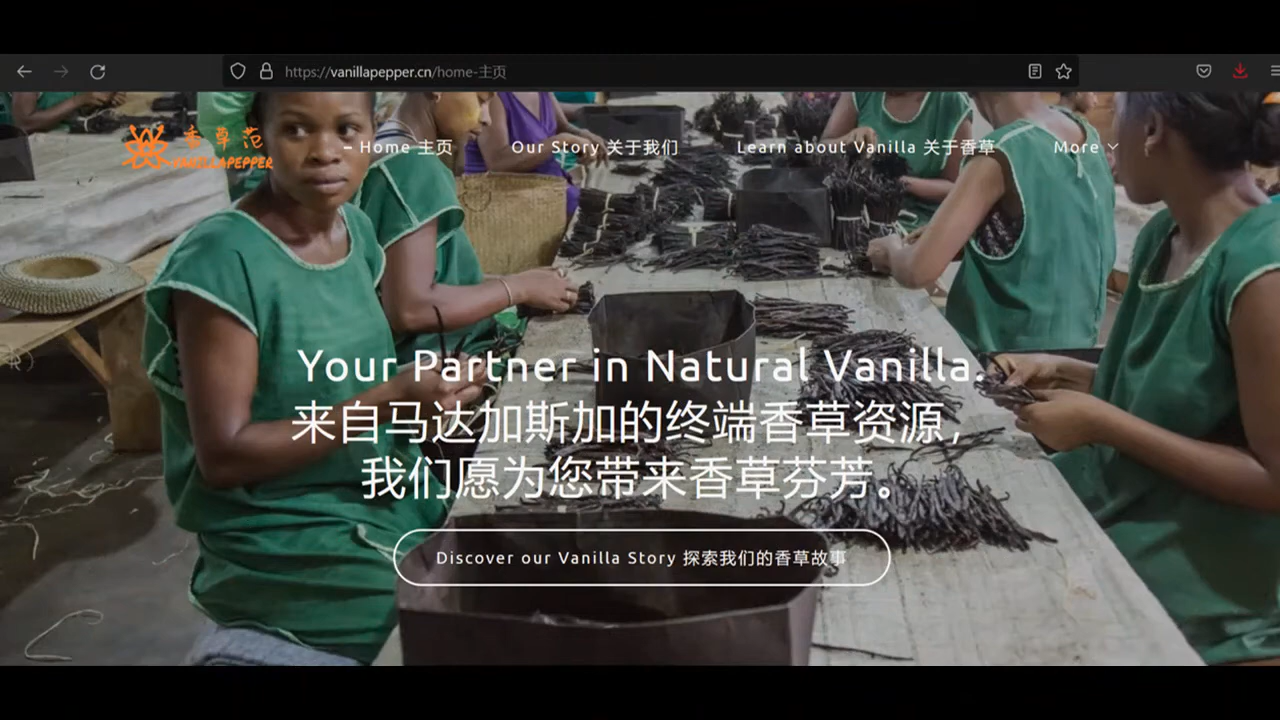 https://vanillapepper.cn/home-主页
香草范
VANILLAPEPPER
– Home 主页
Our Story 关于我们
Learn about Vanilla 关于香草
More
Your Partner in Natural Vanilla.
来自马达加斯加的终端香草资源，
我们愿为您带来香草芬芳。
Discover our Vanilla Story 探索我们的香草故事